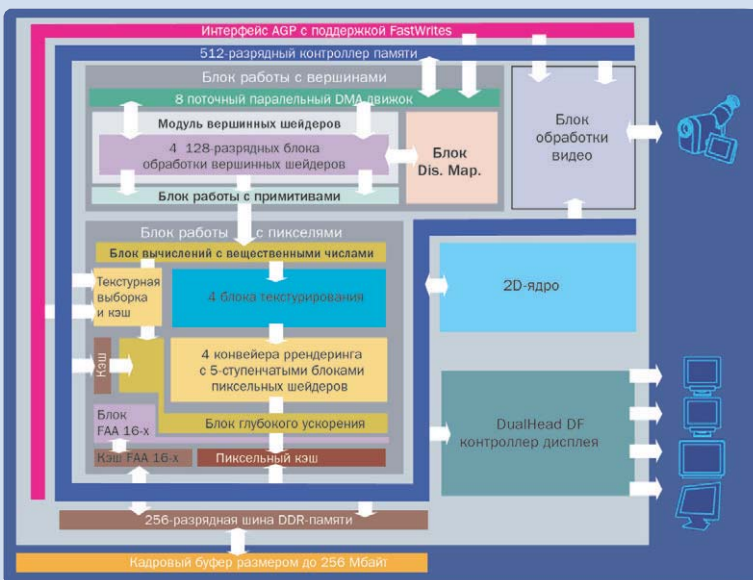 Интерфейс AGP с поддержкой FastWrites
512-разрядный контроллер памяти
Блок работы с вершинами
8 поточный паралельный DMA движок
Модуль вершинных шейдеров
4 128-разрядных блока
обработки вершинных шейдеров
Блок
Dis. Map.
Блок работы с примитивами
Блок
обработки
видео
Блок работы с пикселями
Блок вычислений с вещественными числами
Текстурная
выборка
и кэш
4 блока текстурирования
2D-ядро
Кэш
4 конвейера ррендеринга
с 5-ступенчатыми блоками
пиксельных шейдеров
Блок
FAA 16-x
Блок глубокого ускорения
Кэш FAA 16-x
Пиксельный кэш
DualHead DF
контроллер дисплея
256-разрядная шина DDR-памяти
Кадровый буфер размером до 256 Мбайт